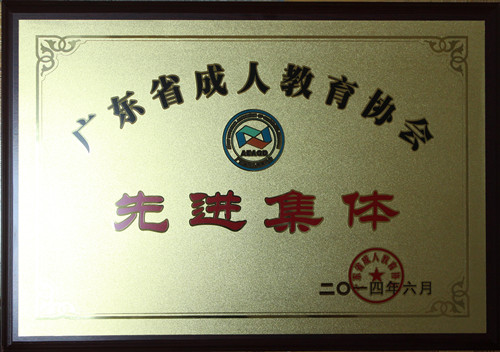 广东省成人教育协会
先进集体
二〇一四年六月